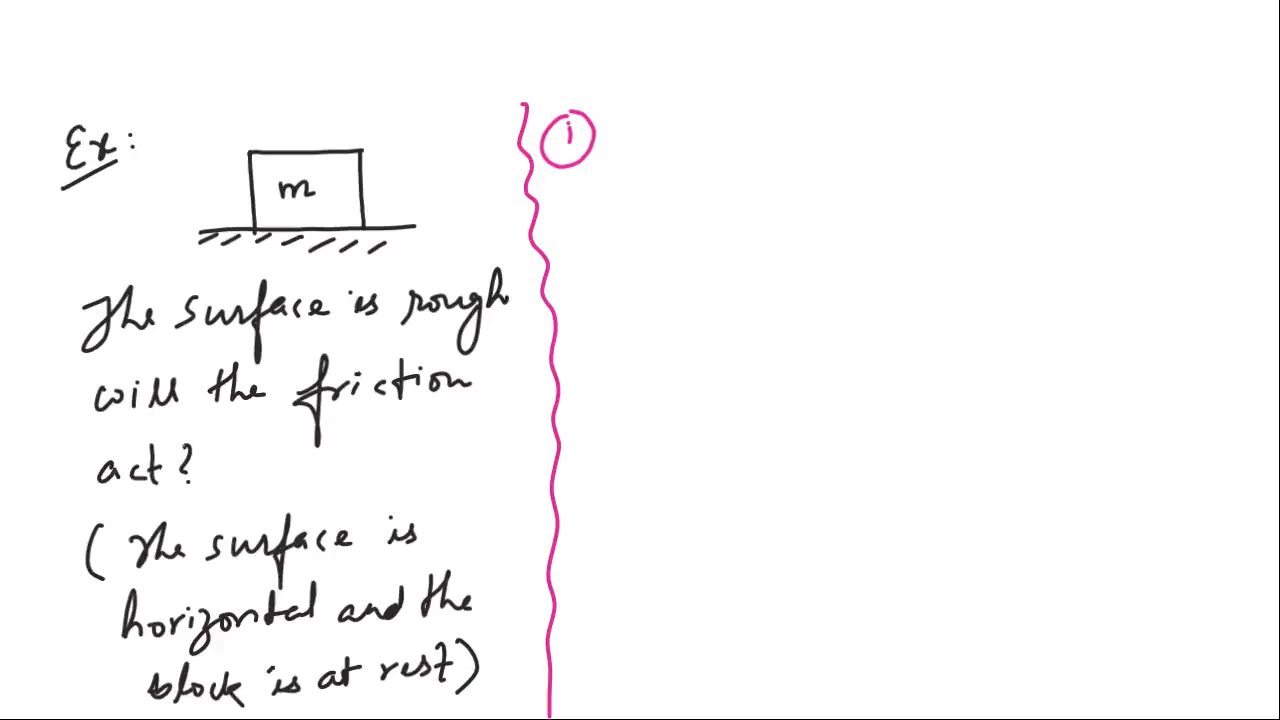 Ex:
m
The surface is rough
will the friction
act?
(The surface is
horizontal and the
block is at rest)
i